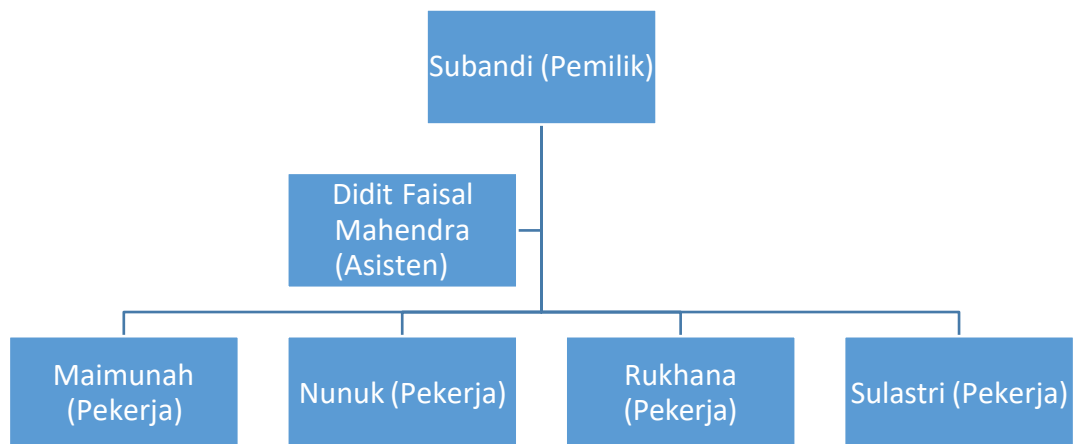 Subandi (Pemilik)
Didit Faisal
Mahendra
(Asisten)
Maimunah
(Pekerja)
Nunuk (Pekerja)
Rukhana
(Pekerja)
Sulastri (Pekerja)